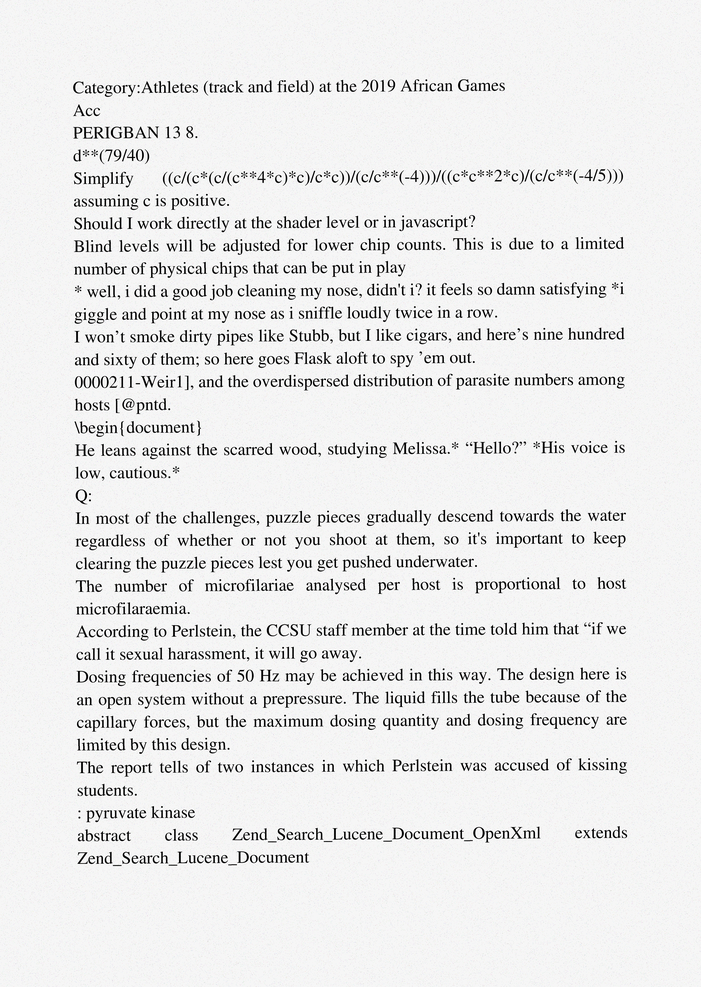 Category:Athletes (track and field) at the 2019 African Games
Acc
PERIGBAN 13 8.
d**(79/40)
Simplify ((c/(c*(c/(c**4*c)*c)/c*c))/(c/c**(-4)))/((c*c**2*c)/(c/c**(-4/5)))
assuming c is positive.
Should I work directly at the shader level or in javascript?
Blind levels will be adjusted for lower chip counts. This is due to a limited
number of physical chips that can be put in play
* well, i did a good job cleaning my nose, didn't i? it feels so damn satisfying *i
giggle and point at my nose as i sniffle loudly twice in a row.
I won’t smoke dirty pipes like Stubb, but I like cigars, and here’s nine hundred
and sixty of them; so here goes Flask aloft to spy ’em out.
0000211-Weir1], and the overdispersed distribution of parasite numbers among
hosts [@pntd.
\begin{document}
He leans against the scarred wood, studying Melissa.* “Hello?” *His voice is
low, cautious.*
Q:
In most of the challenges, puzzle pieces gradually descend towards the water
regardless of whether or not you shoot at them, so it's important to keep
clearing the puzzle pieces lest you get pushed underwater.
The number of microfilariae analysed per host is proportional to host
microfilaraemia.
According to Perlstein, the CCSU staff member at the time told him that “if we
call it sexual harassment, it will go away.
Dosing frequencies of 50 Hz may be achieved in this way. The design here is
an open system without a prepressure. The liquid fills the tube because of the
capillary forces, but the maximum dosing quantity and dosing frequency are
limited by this design.
The report tells of two instances in which Perlstein was accused of kissing
students.
: pyruvate kinase
abstract class Zend_Search_Lucene_Document_OpenXml extends
Zend_Search_Lucene_Document